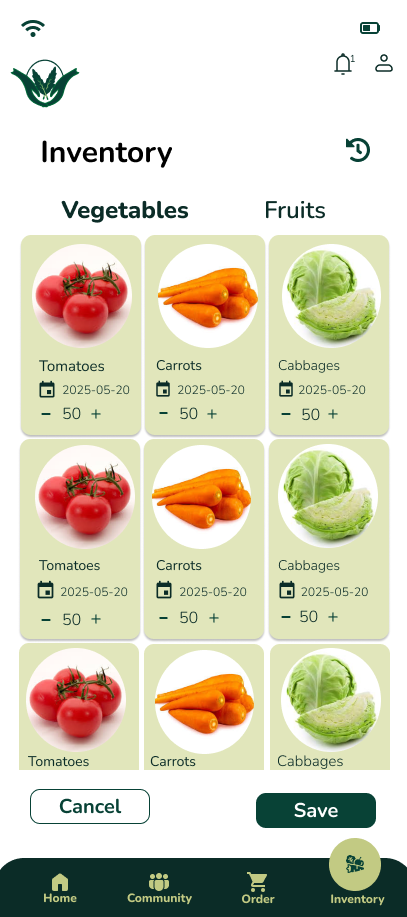 1
Inventory
Vegetables Fruits
Tomatoes Carrots Cabbages
2025-05-20 2025-05-20 2025-05-20
- 50 + - 50 + - 50 +
Tomatoes Carrots Cabbages
2025-05-20 2025-05-20 2025-05-20
- 50 + - 50 + - 50 +
Tomatoes Carrots Cabbages
Cancel Save
Home Community Order Inventory